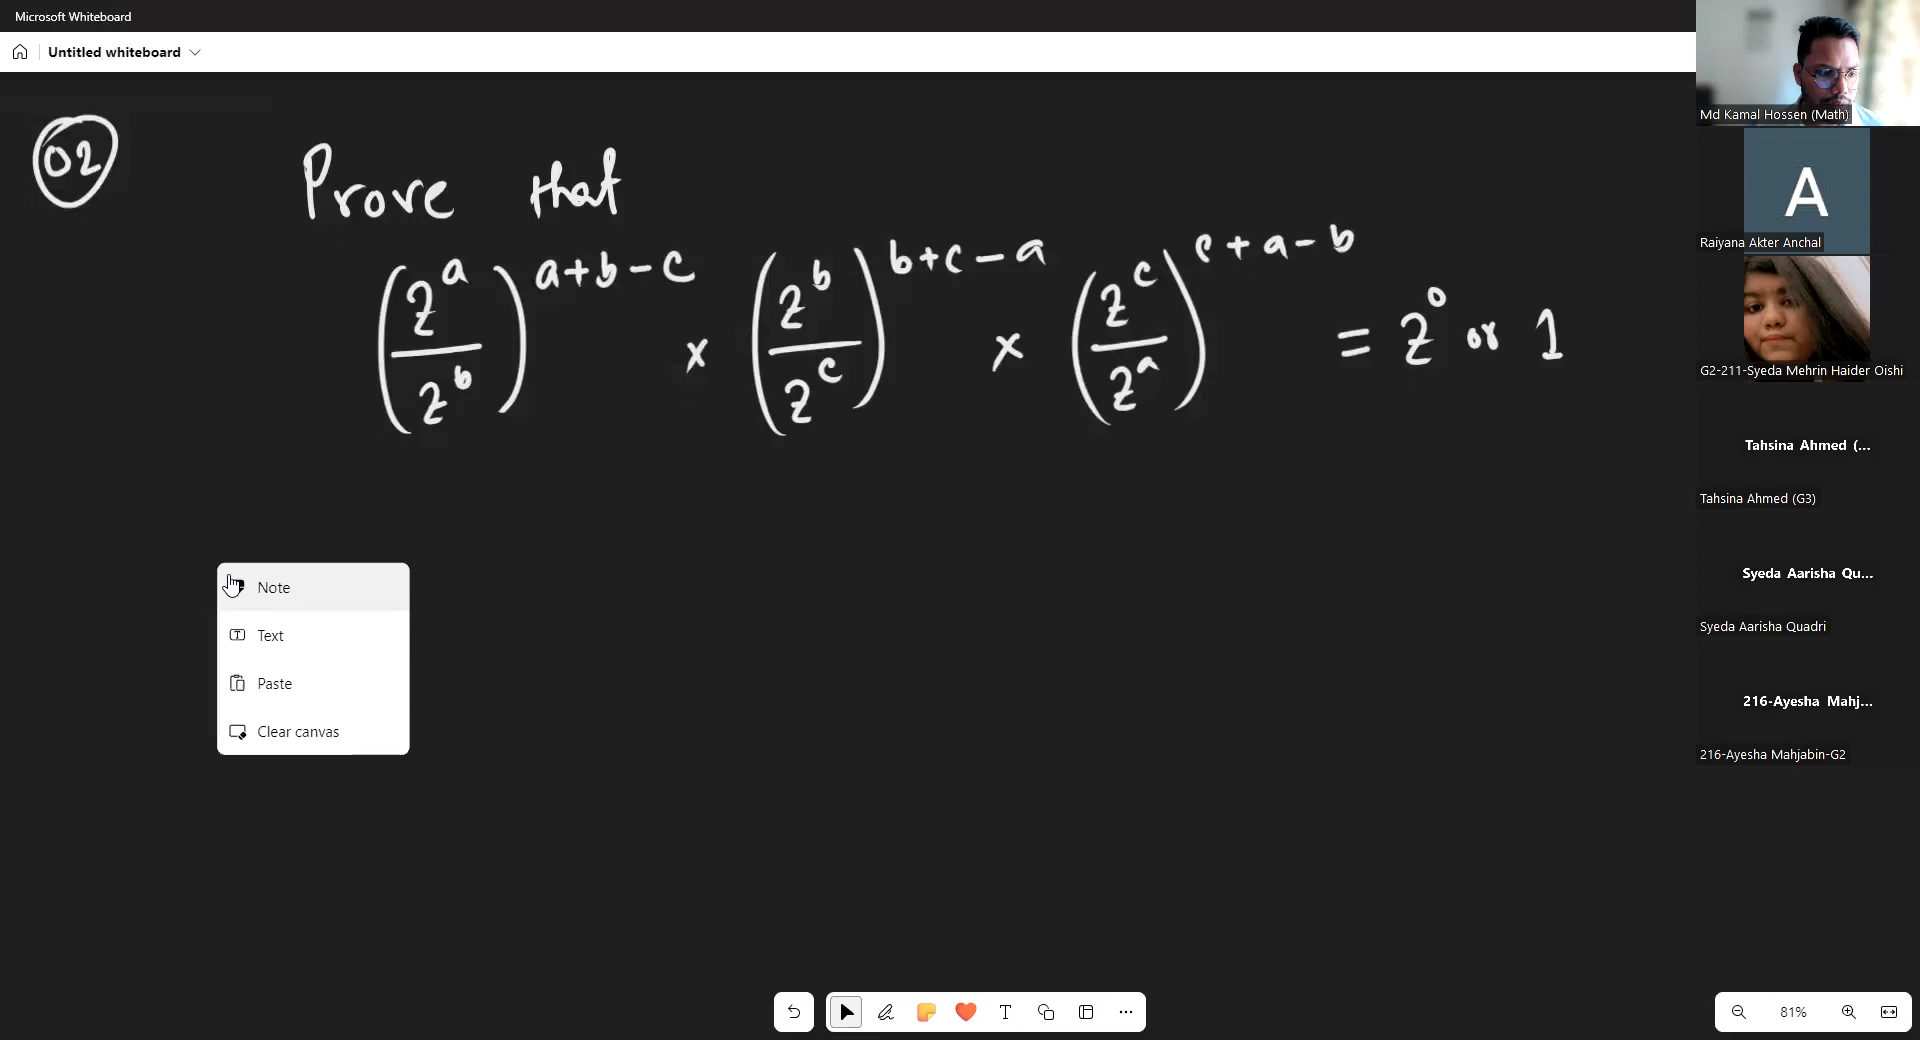 Microsoft Whiteboard
Untitled whiteboard
02
Prove that
(2^a/2^b)^(a+b-c) × (2^b/2^c)^(b+c-a) × (2^c/2^a)^(c+a-b) = 2^0 or 1
Note
Text
Paste
Clear canvas
81%
Md Kamal Hossen (Math)
A
Raiyana Akter Anchal
G2-211-Syeda Mehrin Haider Oishi
Tahsina Ahmed (...
Tahsina Ahmed (G3)
Syeda Aarisha Qu...
Syeda Aarisha Quadri
216-Ayesha Mahj...
216-Ayesha Mahjabin-G2